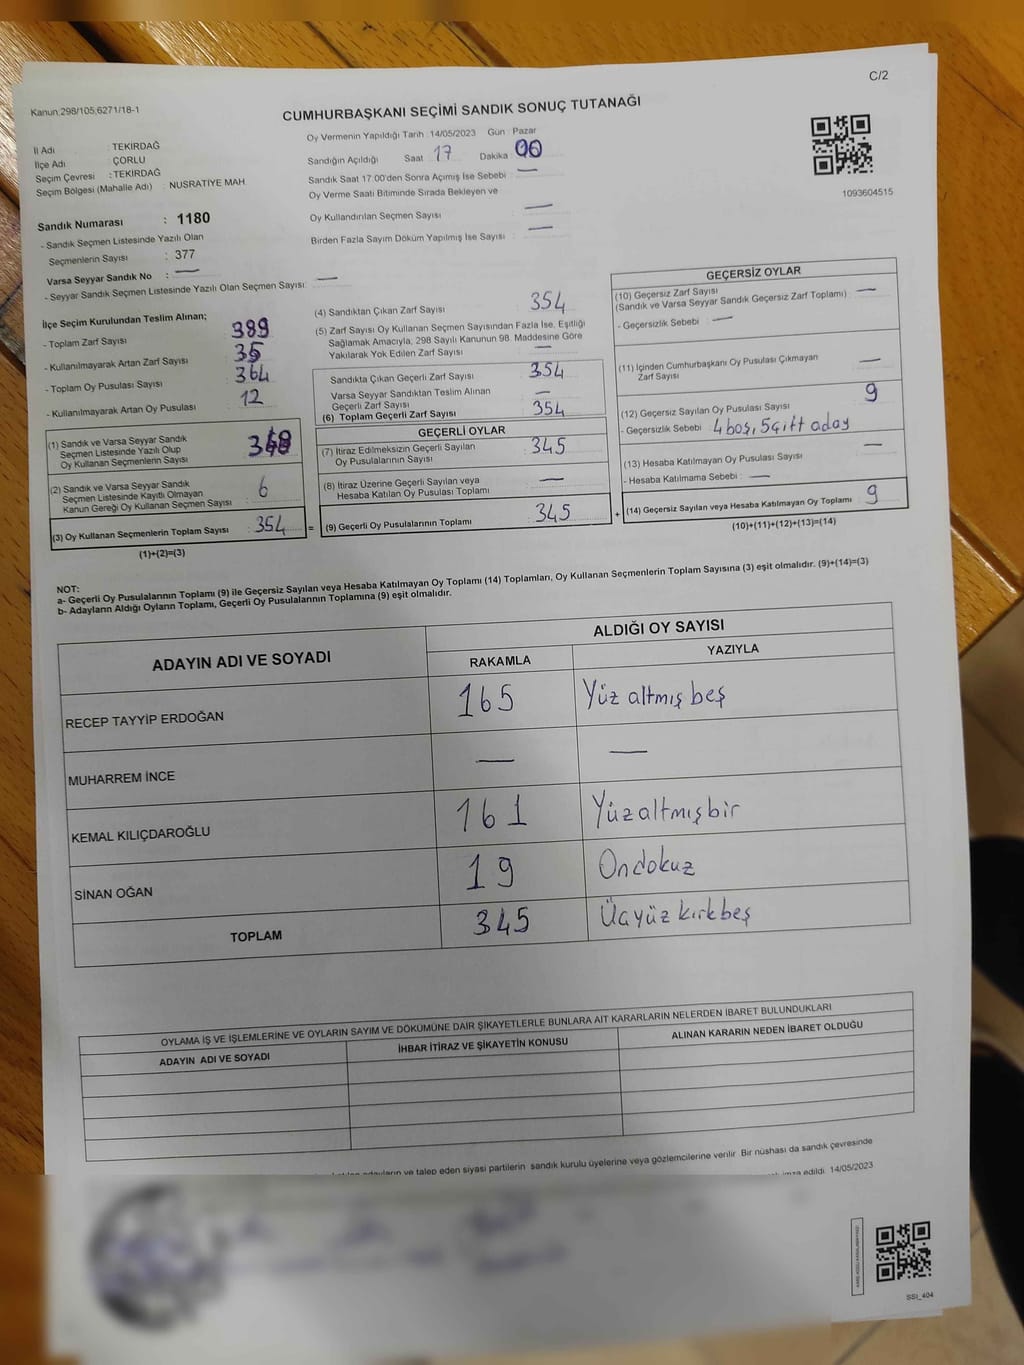 C/2
Kanun:298/105;6271/18-1
CUMHURBAŞKANI SEÇİMİ SANDIK SONUÇ TUTANAĞI
İl Adı : TEKİRDAĞ
İlçe Adı : ÇORLU
Seçim Çevresi : TEKİRDAĞ
Seçim Bölgesi (Mahalle Adı) : NUSRATİYE MAH
Oy Vermenin Yapıldığı Tarih : 14/05/2023 Gün : Pazar
Sandığın Açıldığı Saat : 17 Dakika : 00
Sandık Saat 17:00'den Sonra Açımış İse Sebebi : —
Oy Verme Saati Bitiminde Sırada Bekleyen ve
Oy Kullandırılan Seçmen Sayısı : —
Birden Fazla Sayım Döküm Yapılmış İse Sayısı : —
1093604515
Sandık Numarası : 1180
- Sandık Seçmen Listesinde Yazılı Olan
Seçmenlerin Sayısı : 377
Varsa Seyyar Sandık No : —
- Seyyar Sandık Seçmen Listesinde Yazılı Olan Seçmen Sayısı: —
İlçe Seçim Kurulundan Teslim Alınan;
- Toplam Zarf Sayısı : 389
- Kullanılmayarak Artan Zarf Sayısı : 35
- Toplam Oy Pusulası Sayısı : 364
- Kullanılmayarak Artan Oy Pusulası : 12
(1) Sandık ve Varsa Seyyar Sandık
Seçmen Listesinde Yazılı Olup
Oy Kullanan Seçmenlerin Sayısı
(2) Sandık ve Varsa Seyyar Sandık
Seçmen Listesinde Kayıtlı Olmayan
Kanun Gereği Oy Kullanan Seçmen Sayısı : 6
(3) Oy Kullanan Seçmenlerin Toplam Sayısı : 354 =
(1)+(2)=(3)
(4) Sandıktan Çıkan Zarf Sayısı : 354
(5) Zarf Sayısı Oy Kullanan Seçmen Sayısından Fazla İse, Eşitliği
Sağlamak Amacıyla, 298 Sayılı Kanunun 98. Maddesine Göre
Yakılarak Yok Edilen Zarf Sayısı : —
Sandıkta Çıkan Geçerli Zarf Sayısı : 354
Varsa Seyyar Sandıktan Teslim Alınan
Geçerli Zarf Sayısı : —
(6) Toplam Geçerli Zarf Sayısı : 354
GEÇERLİ OYLAR
(7) İtiraz Edilmeksizin Geçerli Sayılan
Oy Pusulalarının Sayısı : 345
(8) İtiraz Üzerine Geçerli Sayılan veya
Hesaba Katılan Oy Pusulası Toplamı : —
(9) Geçerli Oy Pusulalarının Toplamı : 345 +
GEÇERSİZ OYLAR
(10) Geçersiz Zarf Sayısı
(Sandık ve Varsa Seyyar Sandık Geçersiz Zarf Toplamı) : —
- Geçersizlik Sebebi : —
(11) İçinden Cumhurbaşkanı Oy Pusulası Çıkmayan
Zarf Sayısı : —
(12) Geçersiz Sayılan Oy Pusulası Sayısı : 9
- Geçersizlik Sebebi : 4 boş, 5 çift aday
(13) Hesaba Katılmayan Oy Pusulası Sayısı : —
- Hesaba Katılmama Sebebi : —
(14) Geçersiz Sayılan veya Hesaba Katılmayan Oy Toplamı : 9
(10)+(11)+(12)+(13)=(14)
NOT:
a- Geçerli Oy Pusulalarının Toplamı (9) ile Geçersiz Sayılan veya Hesaba Katılmayan Oy Toplamı (14) Toplamları, Oy Kullanan Seçmenlerin Toplam Sayısına (3) eşit olmalıdır. (9)+(14)=(3)
b- Adayların Aldığı Oyların Toplamı, Geçerli Oy Pusulalarının Toplamına (9) eşit olmalıdır.
ADAYIN ADI VE SOYADI
ALDIĞI OY SAYISI
RAKAMLA YAZIYLA
RECEP TAYYİP ERDOĞAN 165 Yüz altmış beş
MUHARREM İNCE — —
KEMAL KILIÇDAROĞLU 161 Yüzaltmışbir
SİNAN OĞAN 19 Ondokuz
TOPLAM 345 Üçyüz kırkbeş
OYLAMA İŞ VE İŞLEMLERİNE VE OYLARIN SAYIM VE DÖKÜMÜNE DAİR ŞİKAYETLERLE BUNLARA AİT KARARLARIN NELERDEN İBARET BULUNDUKLARI
ADAYIN ADI VE SOYADI İHBAR İTİRAZ VE ŞİKAYETİN KONUSU ALINAN KARARIN NEDEN İBARET OLDUĞU
adayların ve talep eden siyasi partilerin sandık kurulu üyelerine veya gözlemcilerine verilir. Bir nüshası da sandık çevresinde
imza edildi. 14/05/2023
SSI_404